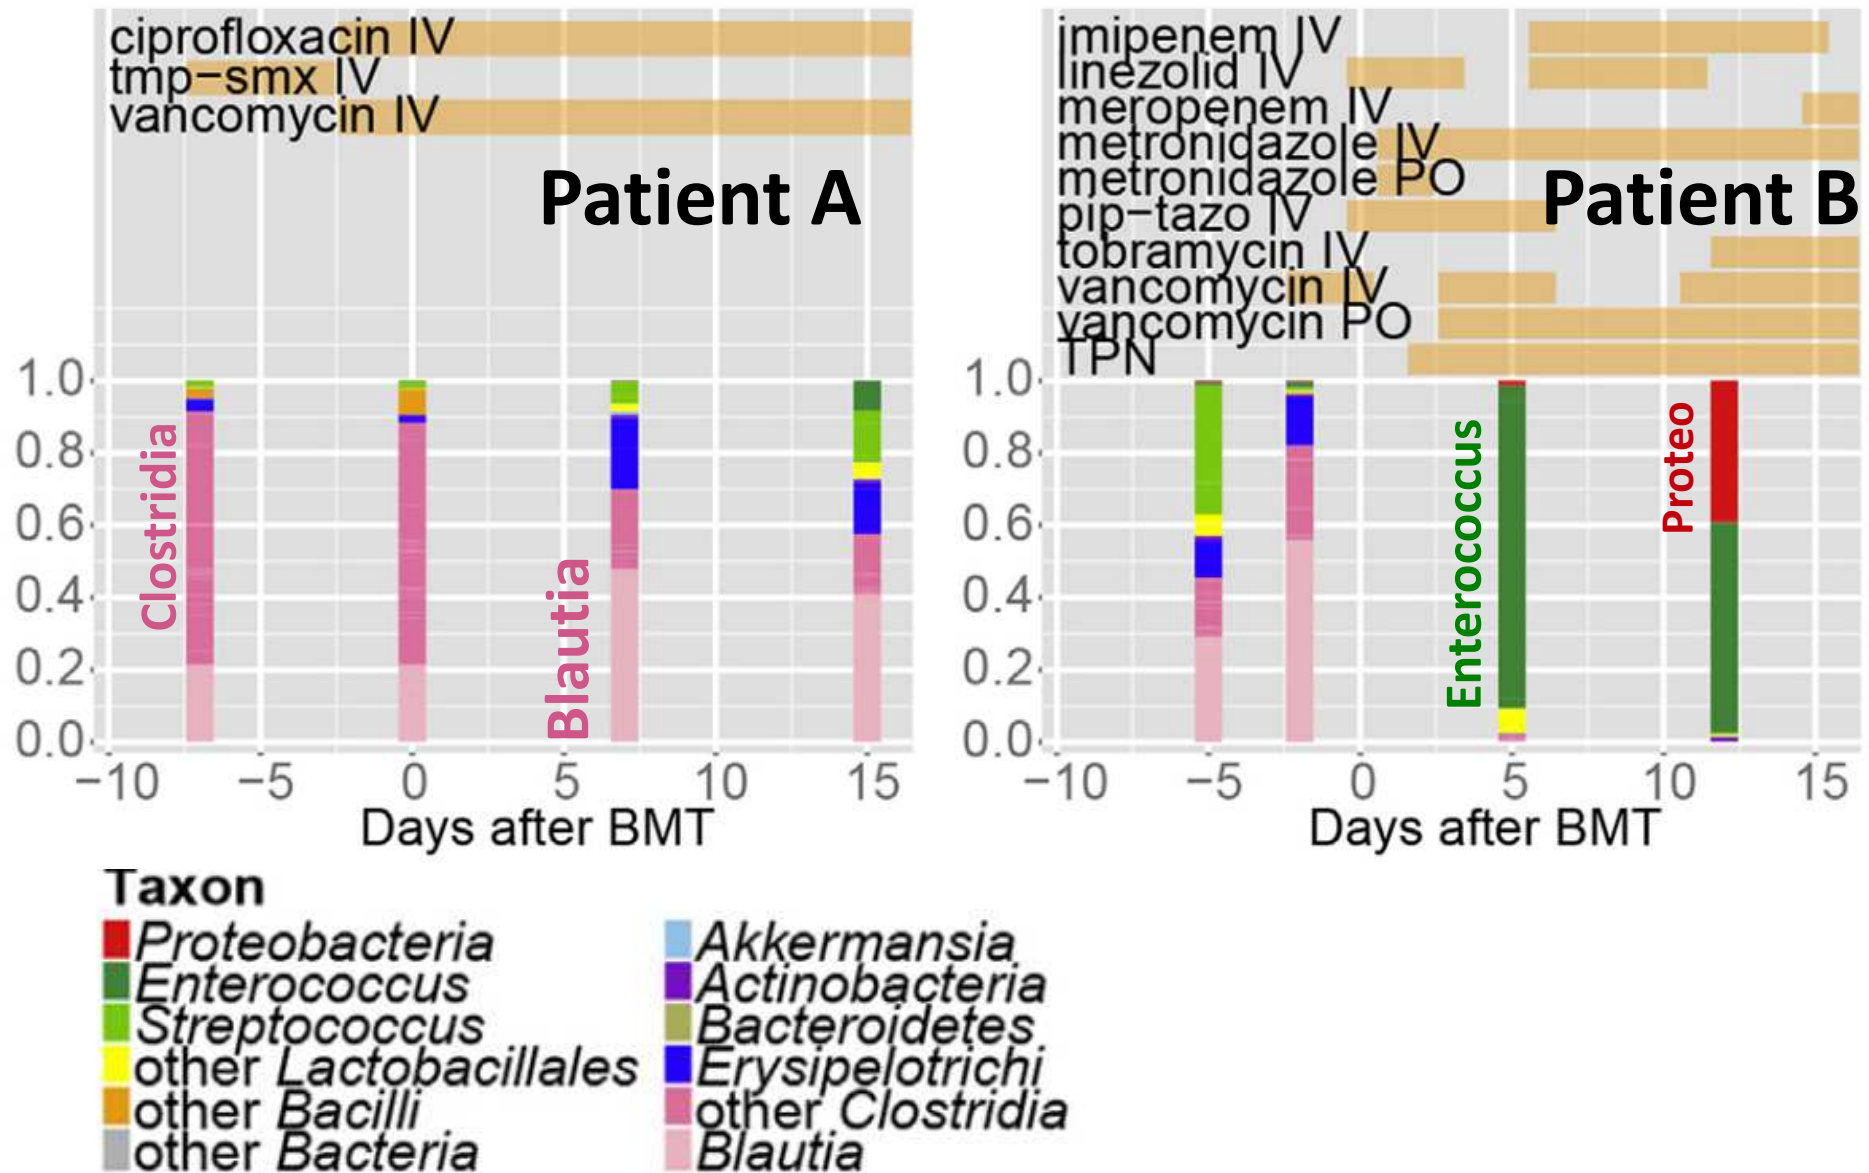 ciprofloxacin IV
tmp−smx IV
vancomycin IV
Patient A
1.0
0.8
0.6
0.4
0.2
0.0
Clostridia
Blautia
−10 −5 0 5 10 15
Days after BMT
imipenem IV
linezolid IV
meropenem IV
metronidazole IV
metronidazole PO
pip−tazo IV
tobramycin IV
vancomycin IV
vancomycin PO
TPN
Patient B
1.0
0.8
0.6
0.4
0.2
0.0
Enterococcus
Proteo
−10 −5 0 5 10 15
Days after BMT
Taxon
Proteobacteria
Enterococcus
Streptococcus
other Lactobacillales
other Bacilli
other Bacteria
Akkermansia
Actinobacteria
Bacteroidetes
Erysipelotrichi
other Clostridia
Blautia